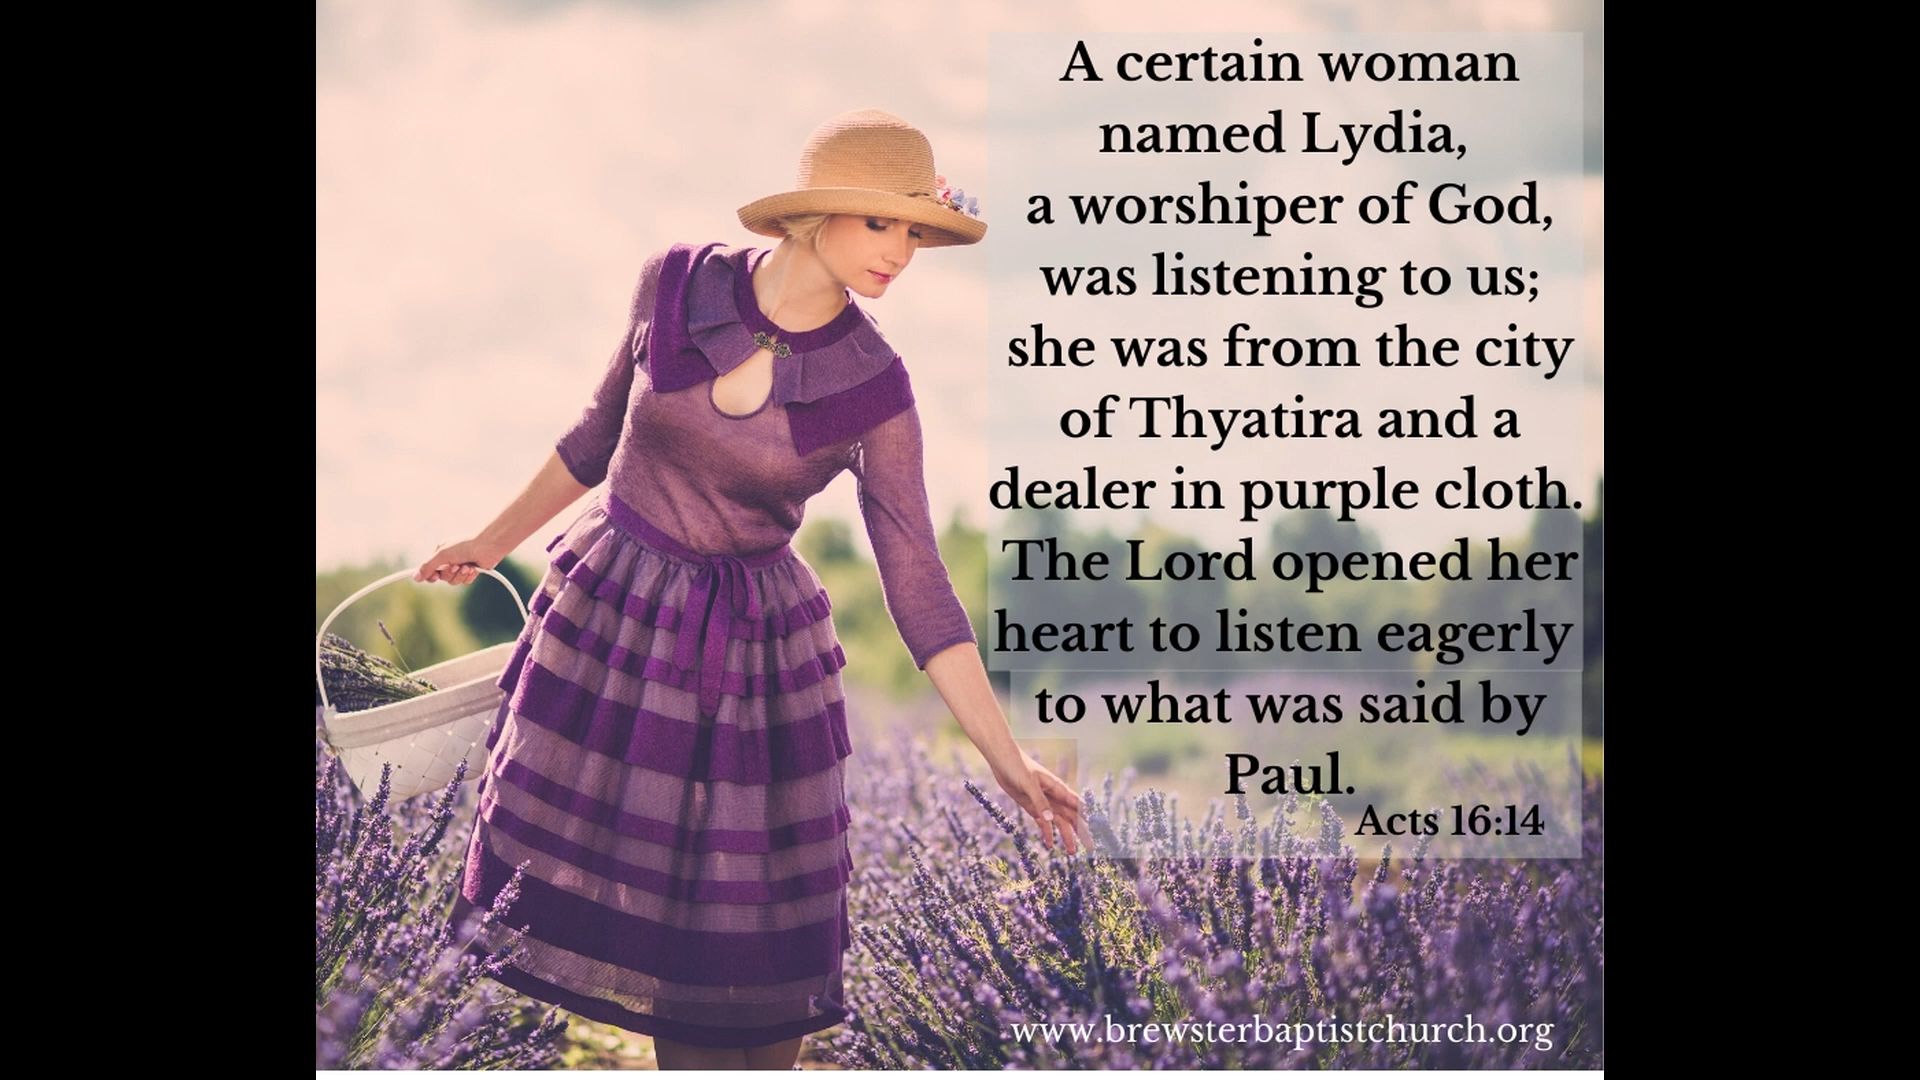 A certain woman
named Lydia,
a worshiper of God,
was listening to us;
she was from the city
of Thyatira and a
dealer in purple cloth.
The Lord opened her
heart to listen eagerly
to what was said by
Paul.
Acts 16:14
www.brewsterbaptistchurch.org